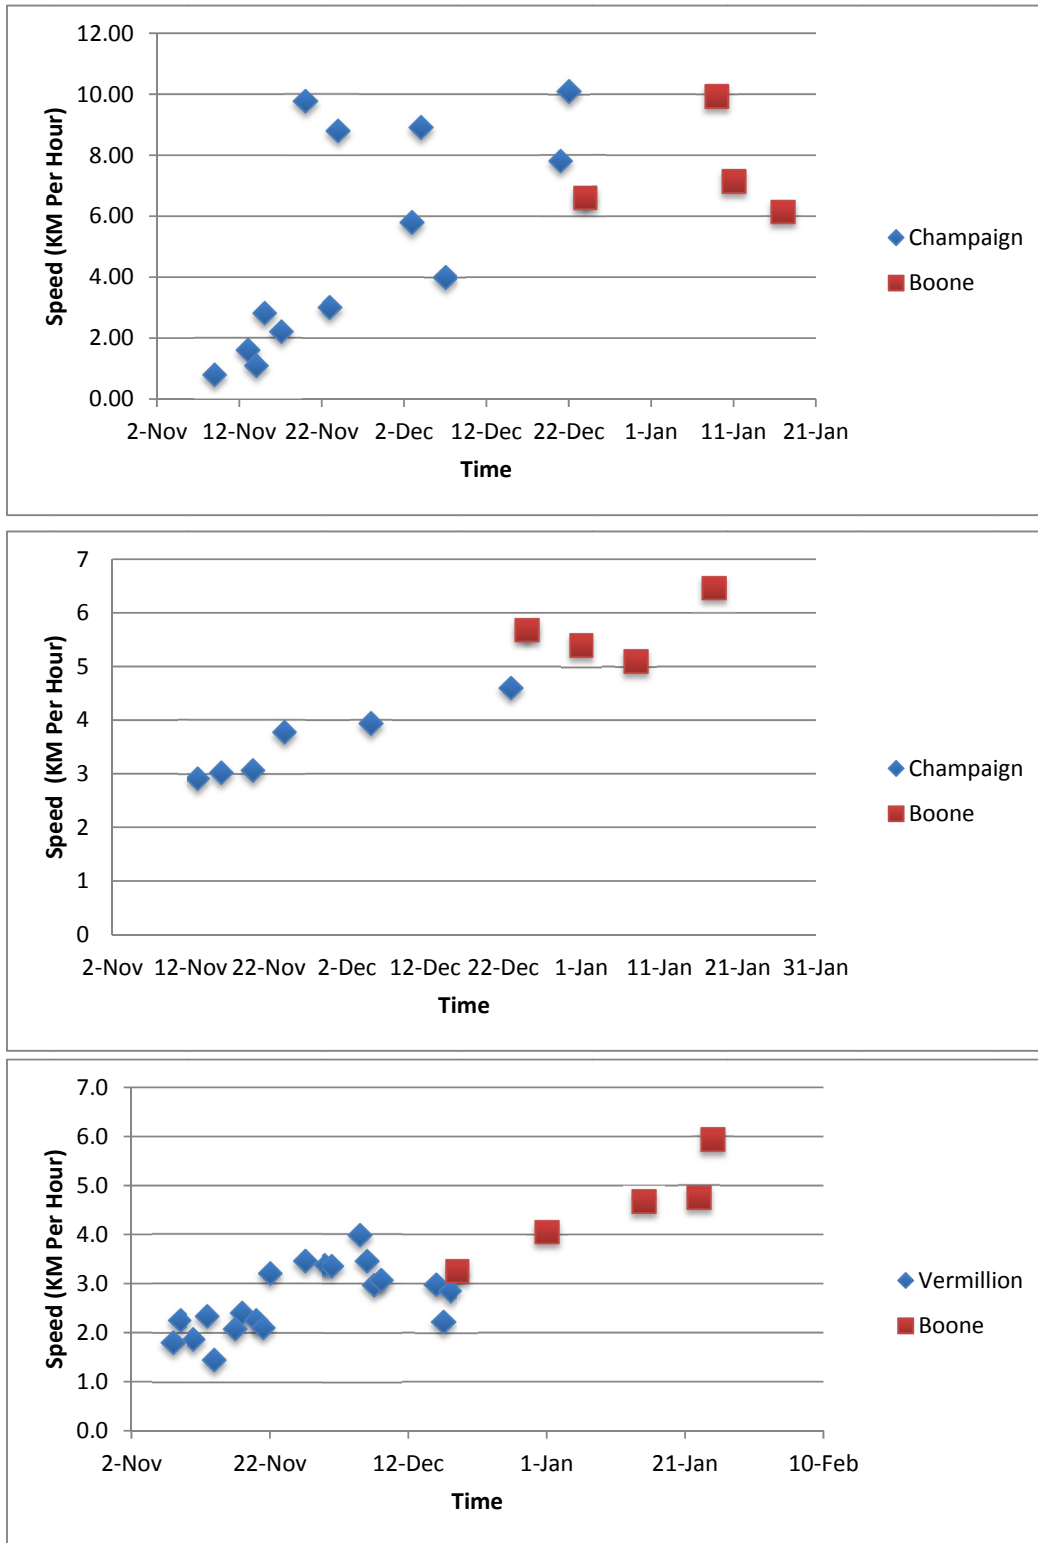 12.00
10.00
8.00
6.00
4.00
2.00
0.00
Speed (KM Per Hour)
2-Nov 12-Nov 22-Nov 2-Dec 12-Dec 22-Dec 1-Jan 11-Jan 21-Jan
Time
Champaign
Boone
7
6
5
4
3
2
1
0
Speed (KM Per Hour)
2-Nov 12-Nov 22-Nov 2-Dec 12-Dec 22-Dec 1-Jan 11-Jan 21-Jan 31-Jan
Time
Champaign
Boone
7.0
6.0
5.0
4.0
3.0
2.0
1.0
0.0
Speed (KM Per Hour)
2-Nov 22-Nov 12-Dec 1-Jan 21-Jan 10-Feb
Time
Vermillion
Boone